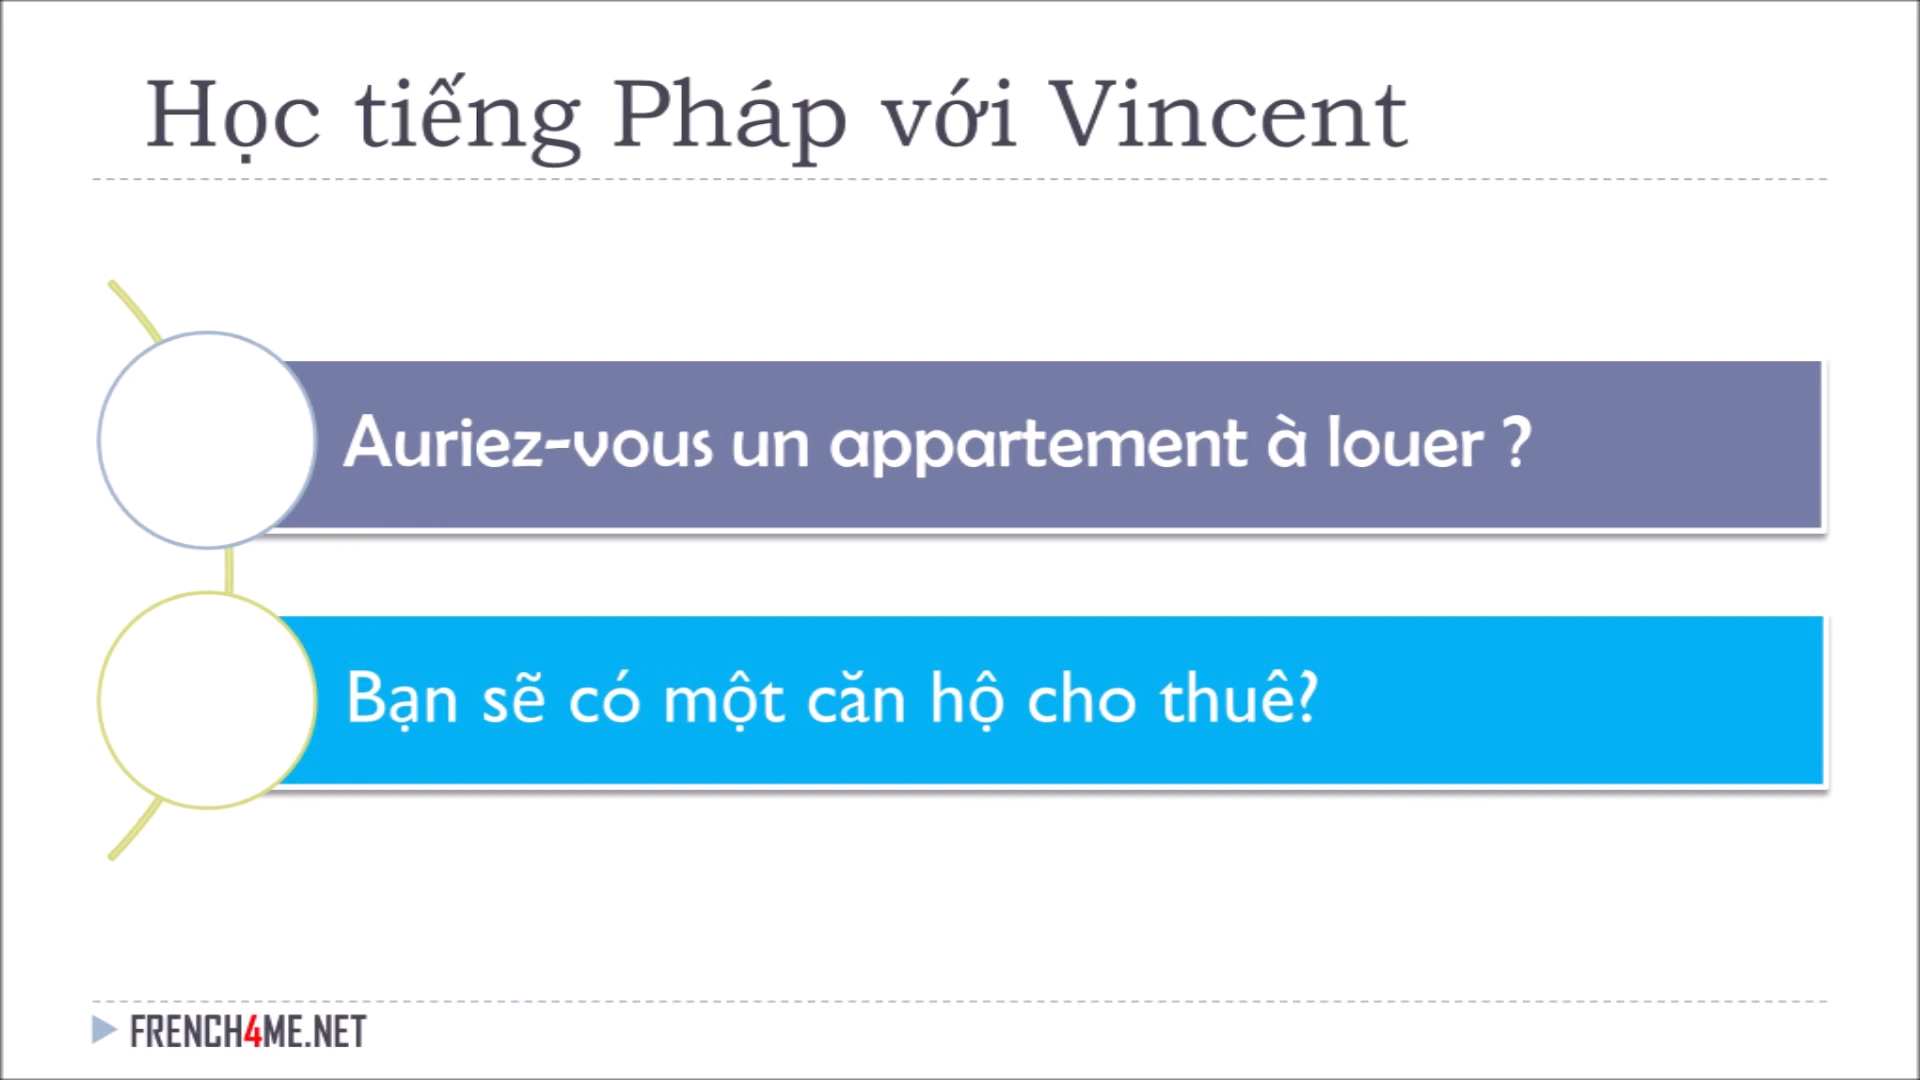 Học tiếng Pháp với Vincent
Auriez-vous un appartement à louer ?
Bạn sẽ có một căn hộ cho thuê?
FRENCH4ME.NET